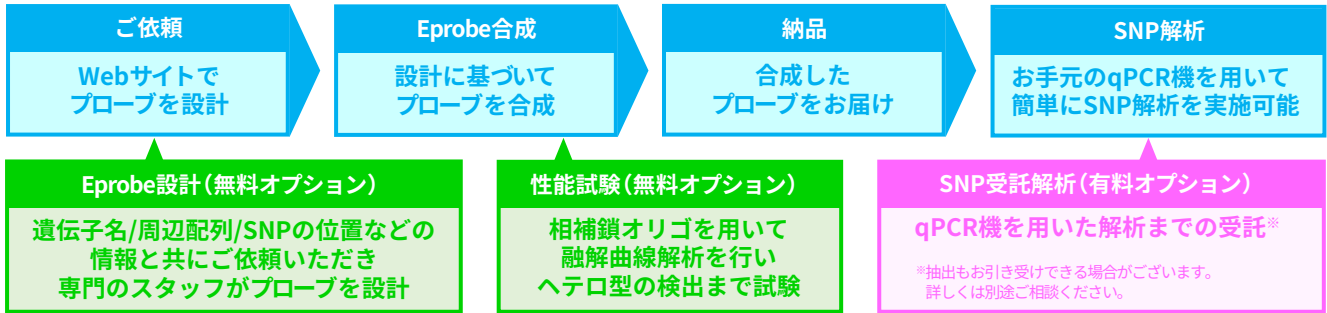 ご依頼
Webサイトで
プローブを設計
Eprobe合成
設計に基づいて
プローブを合成
納品
合成した
プローブをお届け
SNP解析
お手元のqPCR機を用いて
簡単にSNP解析を実施可能
Eprobe設計（無料オプション）
遺伝子名/周辺配列/SNPの位置などの
情報と共にご依頼いただき
専門のスタッフがプローブを設計
性能試験（無料オプション）
相補鎖オリゴを用いて
融解曲線解析を行い
ヘテロ型の検出まで試験
SNP受託解析（有料オプション）
qPCR機を用いた解析までの受託※
※抽出もお引き受けできる場合がございます。
詳しくは別途ご相談ください。